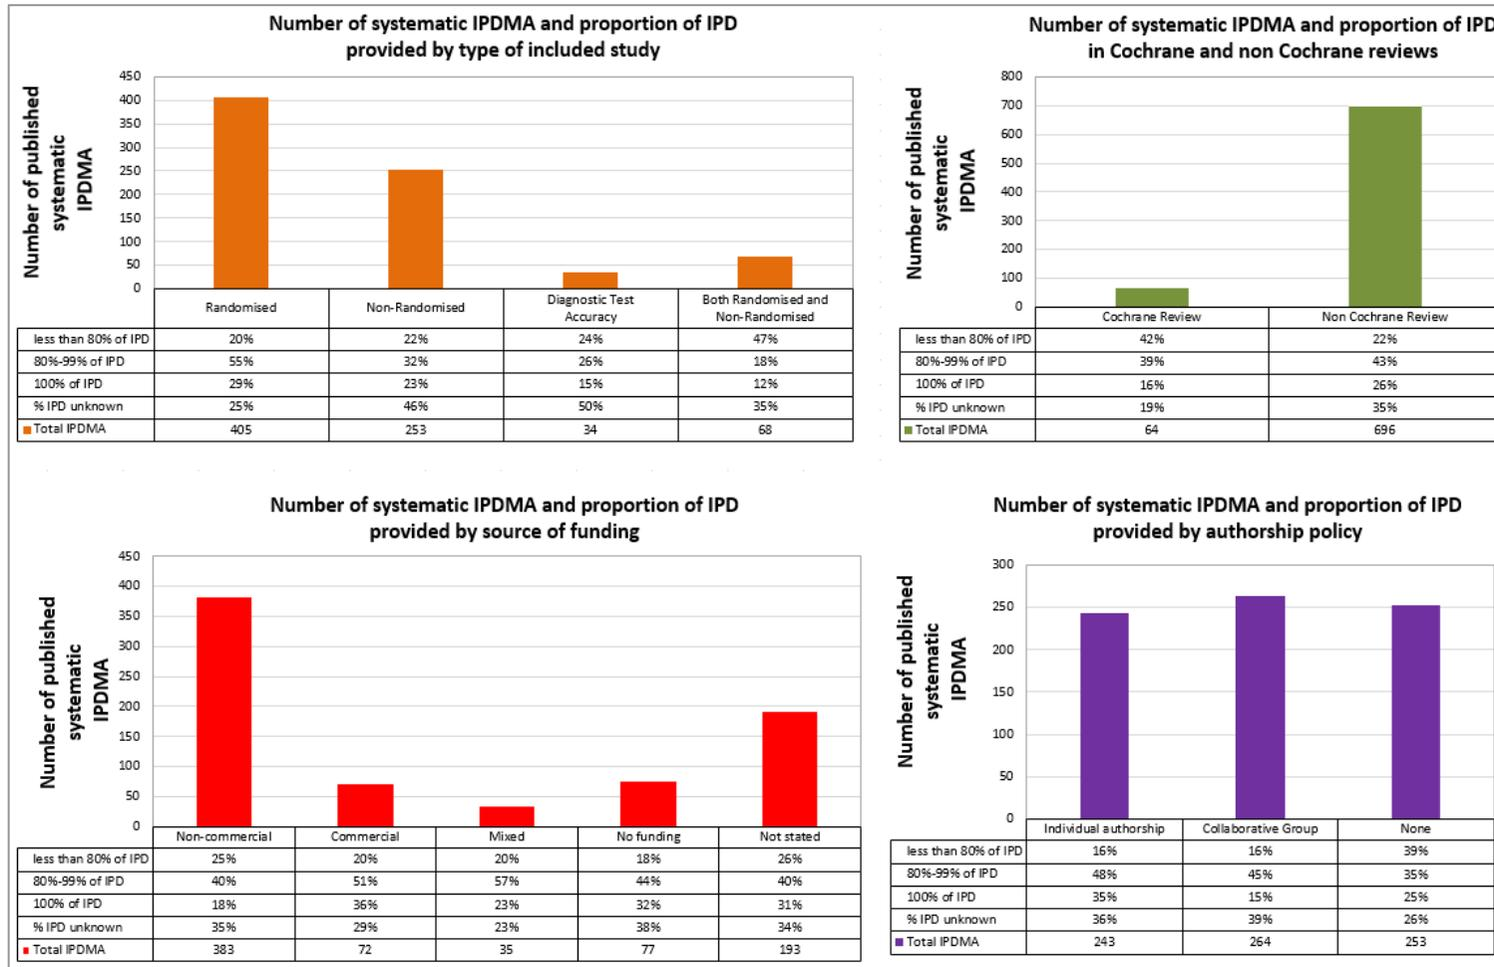 Number of systematic IPDMA and proportion of IPD
provided by type of included study
Number of published
systematic
IPDMA
450
400
350
300
250
200
150
100
50
0
Randomised Non-Randomised Diagnostic Test Accuracy Both Randomised and Non-Randomised
less than 80% of IPD 20% 22% 24% 47%
80%-99% of IPD 55% 32% 26% 18%
100% of IPD 29% 23% 15% 12%
% IPD unknown 25% 46% 50% 35%
Total IPDMA 405 253 34 68
Number of systematic IPDMA and proportion of IPD
in Cochrane and non Cochrane reviews
Number of published
systematic
IPDMA
800
700
600
500
400
300
200
100
0
Cochrane Review Non Cochrane Review
less than 80% of IPD 42% 22%
80%-99% of IPD 39% 43%
100% of IPD 16% 26%
% IPD unknown 19% 35%
Total IPDMA 64 696
Number of systematic IPDMA and proportion of IPD
provided by source of funding
Number of published
systematic
IPDMA
450
400
350
300
250
200
150
100
50
0
Non-commercial Commercial Mixed No funding Not stated
less than 80% of IPD 25% 20% 20% 18% 26%
80%-99% of IPD 40% 51% 57% 44% 40%
100% of IPD 18% 36% 23% 32% 31%
% IPD unknown 35% 29% 23% 38% 34%
Total IPDMA 383 72 35 77 193
Number of systematic IPDMA and proportion of IPD
provided by authorship policy
Number of published
systematic
IPDMA
300
250
200
150
100
50
0
Individual authorship Collaborative Group None
less than 80% of IPD 16% 16% 39%
80%-99% of IPD 48% 45% 35%
100% of IPD 35% 15% 25%
% IPD unknown 36% 39% 26%
Total IPDMA 243 264 253